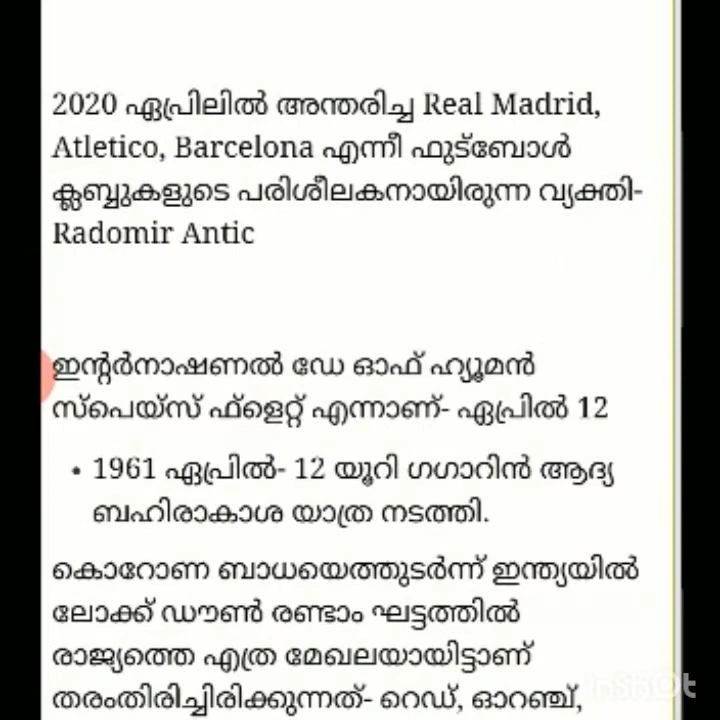 2020 ഏപ്രിലിൽ അന്തരിച്ച Real Madrid,
Atletico, Barcelona എന്നീ ഫുട്ബോൾ
ക്ലബ്ബുകളുടെ പരിശീലകനായിരുന്ന വ്യക്തി-
Radomir Antic
ഇന്റർനാഷണൽ ഡേ ഓഫ് ഹ്യൂമൻ
സ്പെയ്സ് ഫ്ളെറ്റ് എന്നാണ്- ഏപ്രിൽ 12
• 1961 ഏപ്രിൽ- 12 യൂറി ഗഗാറിൻ ആദ്യ
ബഹിരാകാശ യാത്ര നടത്തി.
കൊറോണ ബാധയെത്തുടർന്ന് ഇന്ത്യയിൽ
ലോക്ക് ഡൗൺ രണ്ടാം ഘട്ടത്തിൽ
രാജ്യത്തെ എത്ര മേഖലയായിട്ടാണ്
തരംതിരിച്ചിരിക്കുന്നത്- റെഡ്, ഓറഞ്ച്,
InShOt